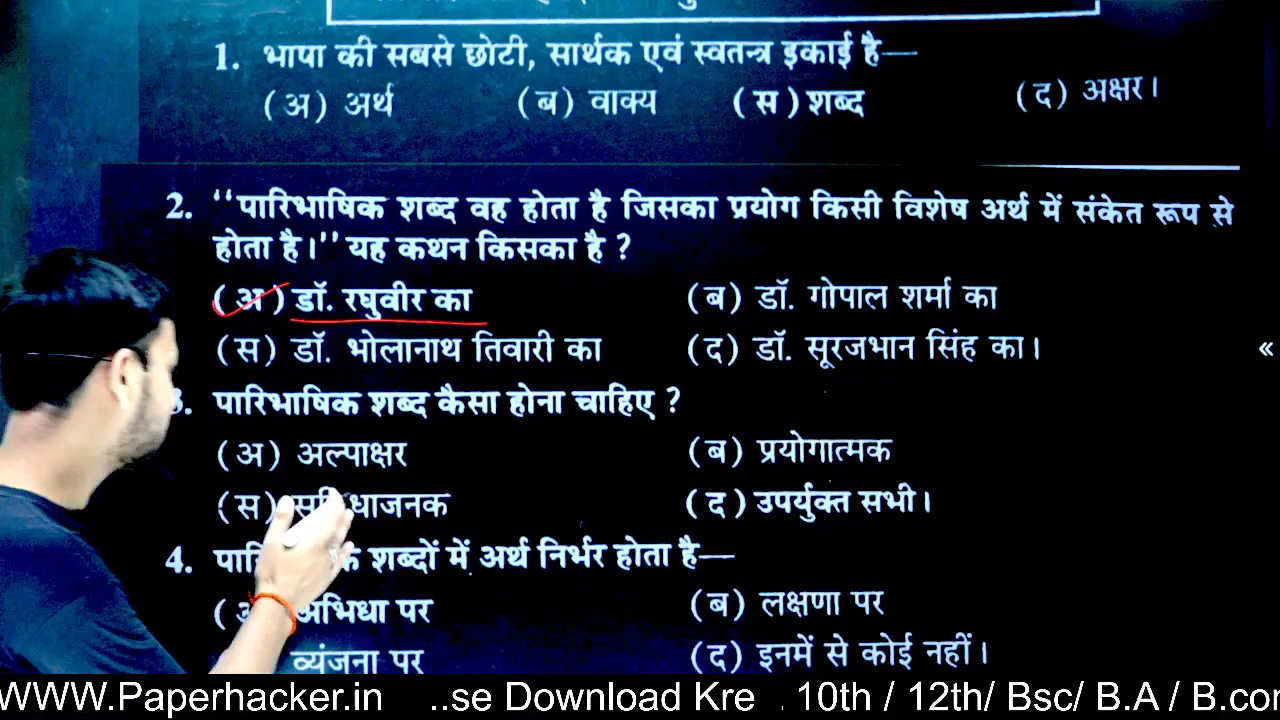 1. भाषा की सबसे छोटी, सार्थक एवं स्वतन्त्र इकाई है—
(अ) अर्थ (ब) वाक्य (स) शब्द (द) अक्षर।
2. ‘‘पारिभाषिक शब्द वह होता है जिसका प्रयोग किसी विशेष अर्थ में संकेत रूप से
होता है।’’ यह कथन किसका है ?
(अ) डॉ. रघुवीर का (ब) डॉ. गोपाल शर्मा का
(स) डॉ. भोलानाथ तिवारी का (द) डॉ. सूरजभान सिंह का।
«
3. पारिभाषिक शब्द कैसा होना चाहिए ?
(अ) अल्पाक्षर (ब) प्रयोगात्मक
(स) (द) उपर्युक्त सभी।
4. शब्दों में अर्थ निर्भर होता है—
(अ) अभिधा पर (ब) लक्षणा पर
व्यंजना पर (द) इनमें से कोई नहीं।
WWW.Paperhacker.in ..se Download Kre . 10th / 12th/ Bsc/ B.A / B.com